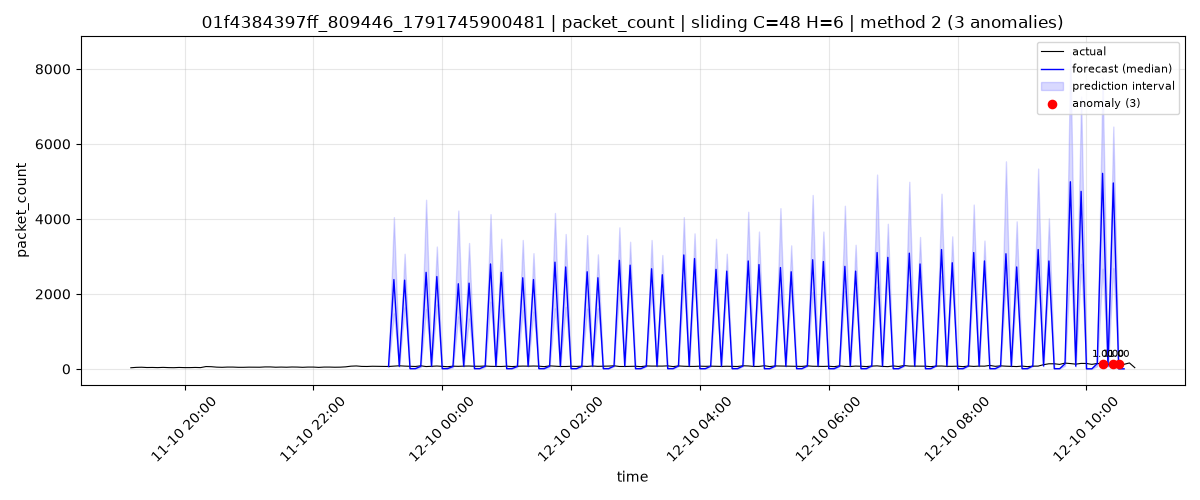 01f4384397ff_809446_1791745900481 | packet_count | sliding C=48 H=6 | method 2 (3 anomalies)
actual
forecast (median)
prediction interval
anomaly (3)
packet_count
8000
6000
4000
2000
0
11-10 20:00
11-10 22:00
12-10 00:00
12-10 02:00
12-10 04:00
12-10 06:00
12-10 08:00
12-10 10:00
time